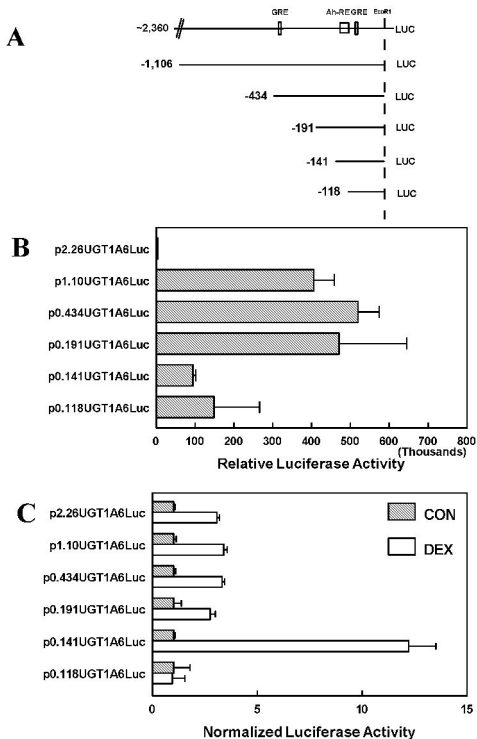 A
GRE Ah-REGRE EcoR1
~2,360 LUC
-1,106 LUC
-434 LUC
-191 LUC
-141 LUC
-118 LUC
B
p2.26UGT1A6Luc
p1.10UGT1A6Luc
p0.434UGT1A6Luc
p0.191UGT1A6Luc
p0.141UGT1A6Luc
p0.118UGT1A6Luc
0 100 200 300 400 500 600 700 800
(Thousands)
Relative Luciferase Activity
C
p2.26UGT1A6Luc
p1.10UGT1A6Luc
p0.434UGT1A6Luc
p0.191UGT1A6Luc
p0.141UGT1A6Luc
p0.118UGT1A6Luc
CON
DEX
0 5 10 15
Normalized Luciferase Activity